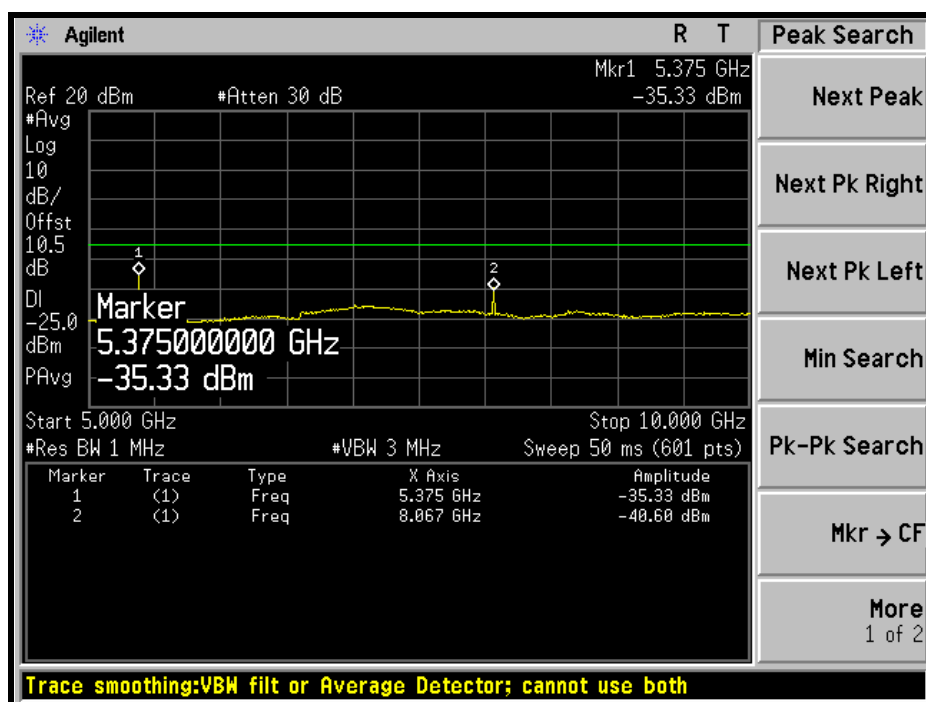 Agilent R T Peak Search
Mkr1 5.375 GHz
Ref 20 dBm #Atten 30 dB -35.33 dBm
#Avg
Log
10
dB/
Offst
10.5
dB
DI
-25.0
dBm
PAvg
1
2
Marker
5.375000000 GHz
-35.33 dBm
Start 5.000 GHz Stop 10.000 GHz
#Res BW 1 MHz #VBW 3 MHz Sweep 50 ms (601 pts)
Marker Trace Type X Axis Amplitude
1 (1) Freq 5.375 GHz -35.33 dBm
2 (1) Freq 8.067 GHz -40.60 dBm
Next Peak
Next Pk Right
Next Pk Left
Min Search
Pk-Pk Search
Mkr → CF
More
1 of 2
Trace smoothing:VBW filt or Average Detector; cannot use both